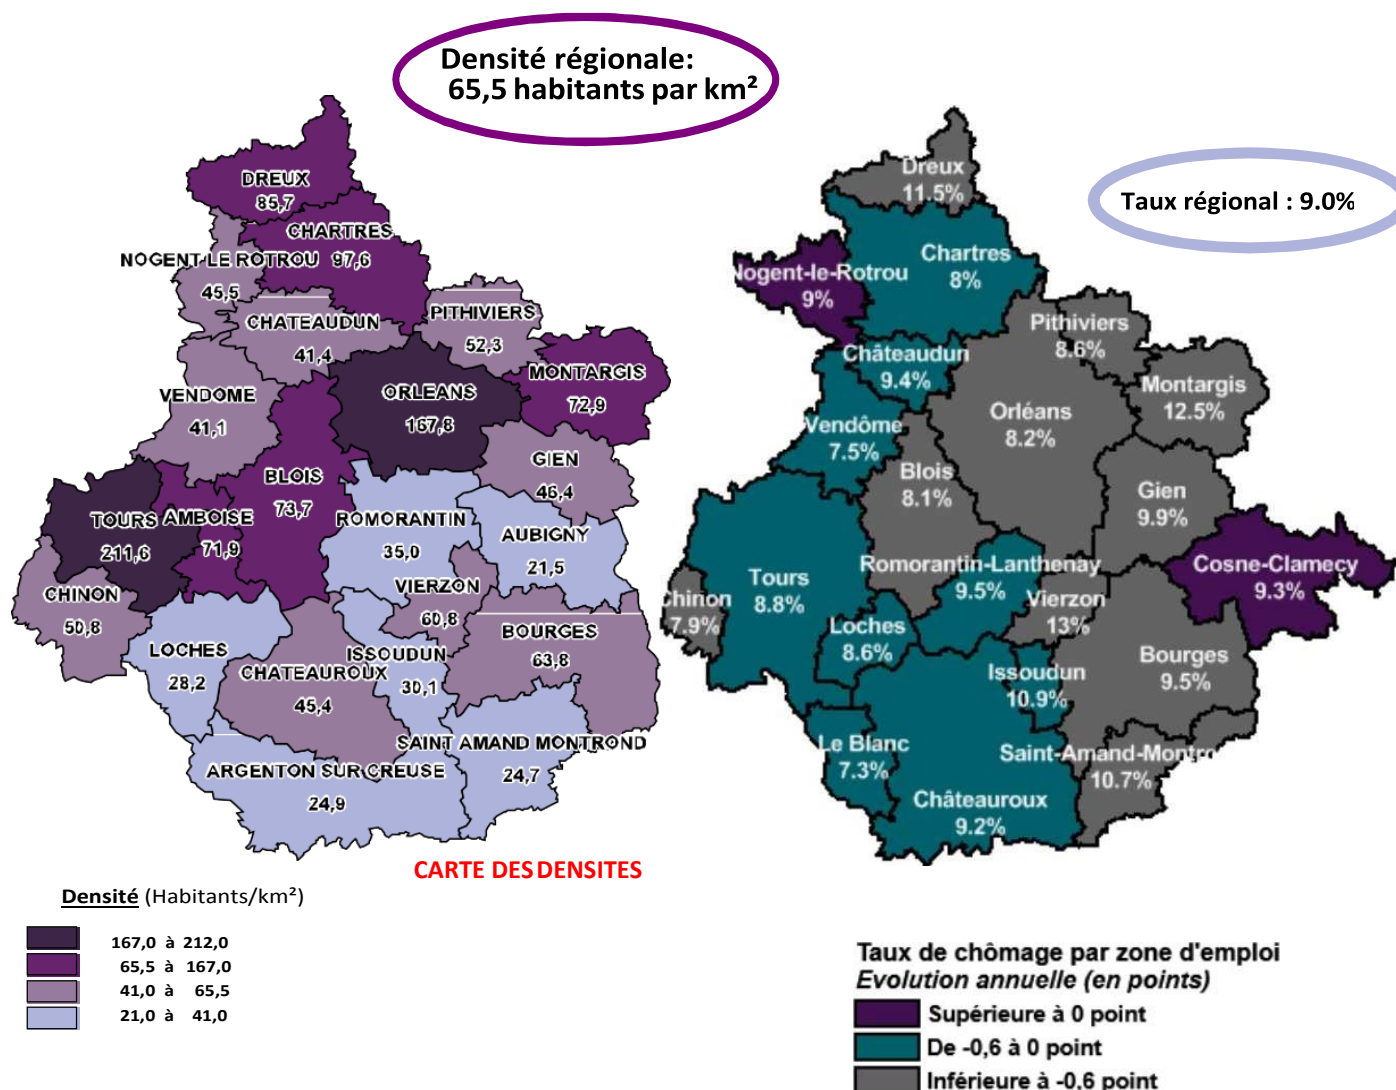 Densité régionale:
65,5 habitants par km²
DREUX
85,7
CHARTRES
97,6
NOGENT LE ROTROU
45,5
CHATEAUDUN
41,4
PITHIVIERS
52,3
MONTARGIS
72,9
ORLEANS
167,8
VENDOME
41,1
GIEN
46,4
BLOIS
73,7
TOURS
211,6
AMBOISE
71,9
ROMORANTIN
35,0
AUBIGNY
21,5
CHINON
50,8
VIERZON
60,8
BOURGES
63,8
LOCHES
28,2
ISSOUDUN
30,1
CHATEAUROUX
45,4
SAINT AMAND MONTROND
24,7
ARGENTON SUR CREUSE
24,9
CARTE DES DENSITES
Densité (Habitants/km²)
167,0 à 212,0
65,5 à 167,0
41,0 à 65,5
21,0 à 41,0
Taux régional : 9.0%
Dreux
11.5%
Chartres
8%
Nogent-le-Rotrou
9%
Pithiviers
8.6%
Châteaudun
9.4%
Montargis
12.5%
Orléans
8.2%
Vendôme
7.5%
Blois
8.1%
Gien
9.9%
Cosne-Clamecy
9.3%
Romorantin-Lanthenay
9.5%
Tours
8.8%
Chinon
7.9%
Vierzon
13%
Loches
8.6%
Bourges
9.5%
Issoudun
10.9%
Le Blanc
7.3%
Saint-Amand-Montro
10.7%
Châteauroux
9.2%
Taux de chômage par zone d'emploi
Evolution annuelle (en points)
Supérieure à 0 point
De -0,6 à 0 point
Inférieure à -0,6 point